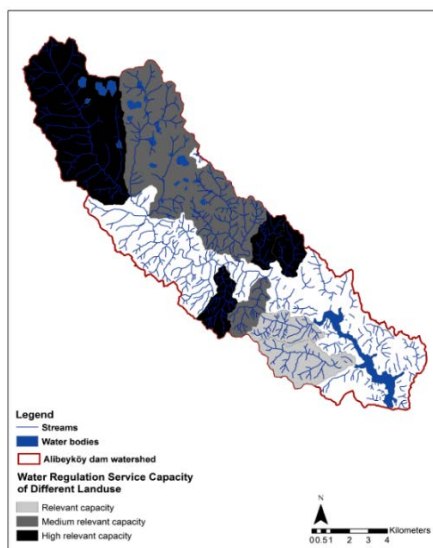 Legend
Streams
Water bodies
Alibeyköy dam watershed
Water Regulation Service Capacity
of Different Landuse
Relevant capacity
Medium relevant capacity
High relevant capacity
N
Kilometers
0 0.5 1 2 3 4